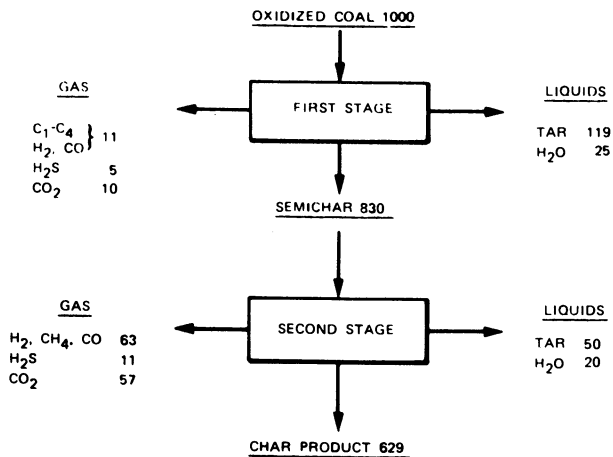 OXIDIZED COAL 1000
GAS
LIQUIDS
FIRST STAGE
C₁-C₄
H₂, CO } 11
H₂S 5
CO₂ 10
TAR 119
H₂O 25
SEMICHAR 830
GAS
LIQUIDS
SECOND STAGE
H₂, CH₄, CO 63
H₂S 11
CO₂ 57
TAR 50
H₂O 20
CHAR PRODUCT 629